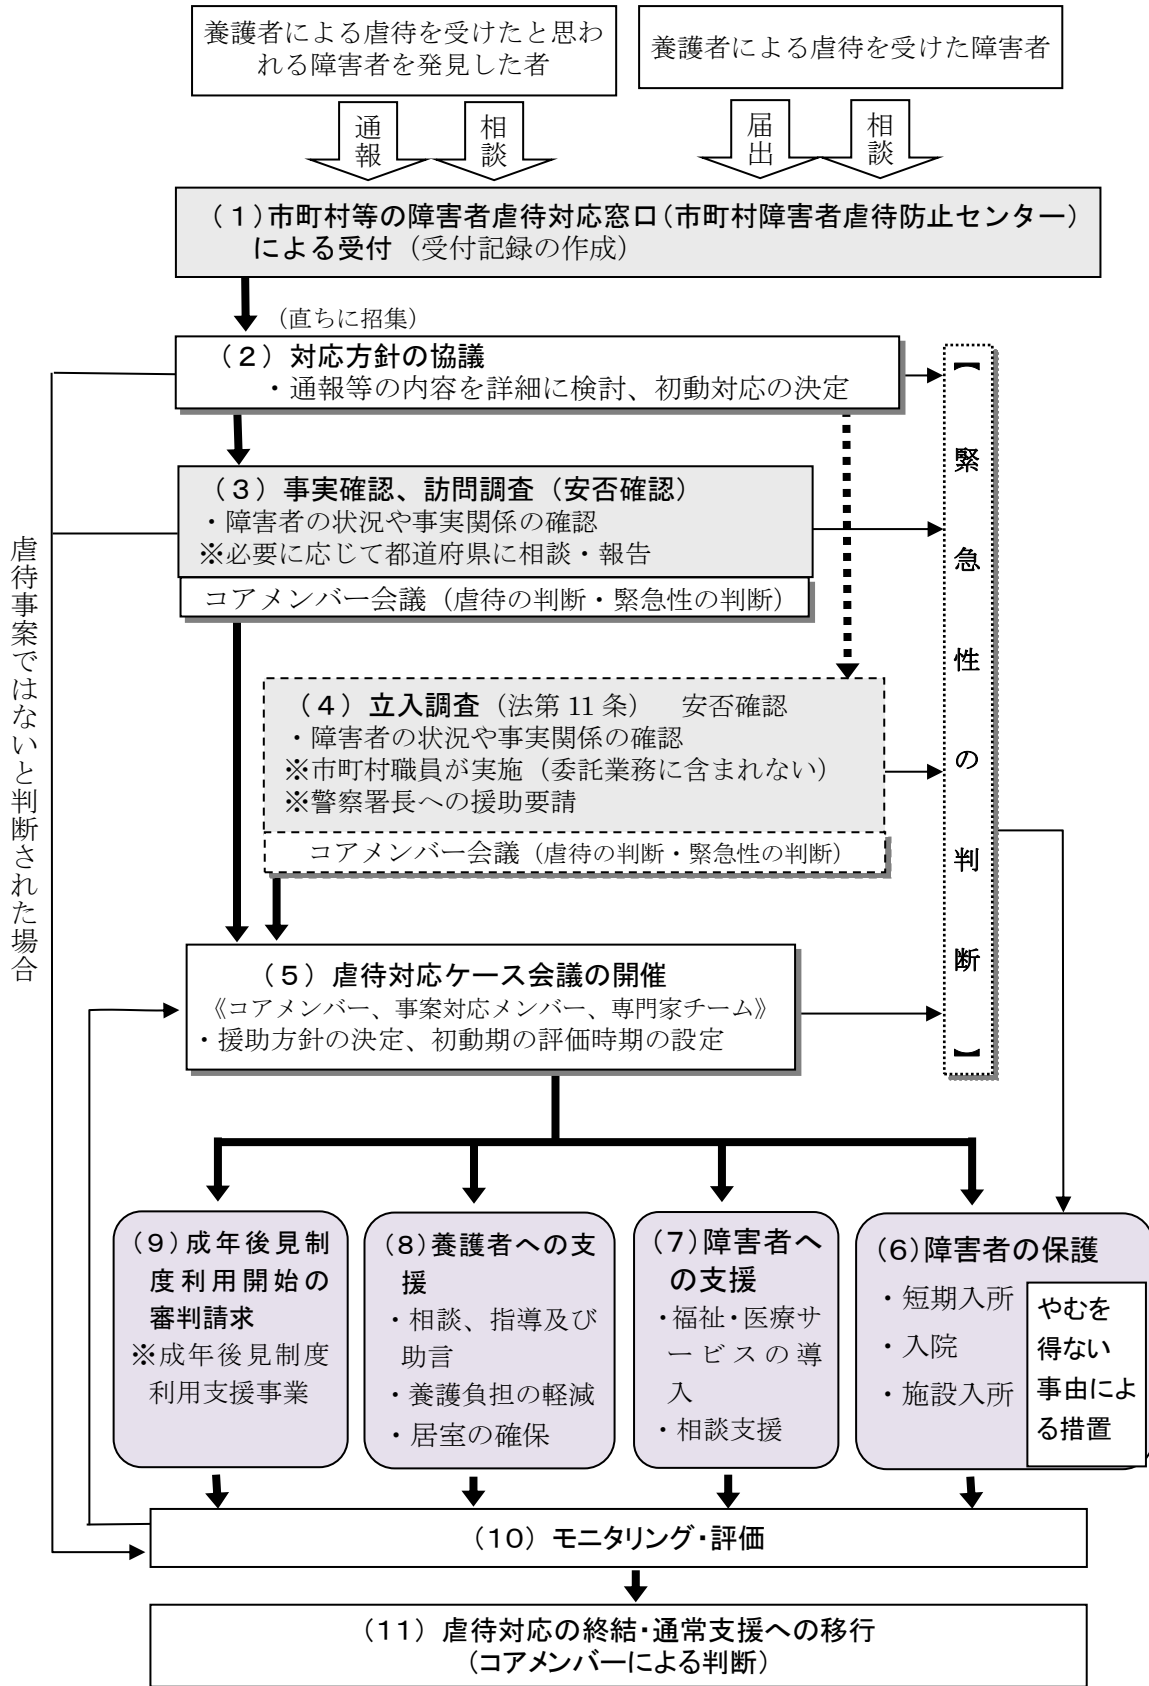 養護者による虐待を受けたと思わ
れる障害者を発見した者
養護者による虐待を受けた障害者
通報
相談
届出
相談
（１）市町村等の障害者虐待対応窓口（市町村障害者虐待防止センター）
による受付（受付記録の作成）
（直ちに招集）
（２）対応方針の協議
・通報等の内容を詳細に検討、初動対応の決定
（３）事実確認、訪問調査（安否確認）
・障害者の状況や事実関係の確認
※必要に応じて都道府県に相談・報告
コアメンバー会議（虐待の判断・緊急性の判断）
（４）立入調査（法第 11 条）　安否確認
・障害者の状況や事実関係の確認
※市町村職員が実施（委託業務に含まれない）
※警察署長への援助要請
コアメンバー会議（虐待の判断・緊急性の判断）
【緊急性の判断】
虐待事案ではないと判断された場合
（５）虐待対応ケース会議の開催
《コアメンバー、事案対応メンバー、専門家チーム》
・援助方針の決定、初動期の評価時期の設定
（９）成年後見制
度利用開始の
審判請求
※成年後見制度
利用支援事業
（８）養護者への支
援
・相談、指導及び
助言
・養護負担の軽減
・居室の確保
（７）障害者へ
の支援
・福祉・医療サ
ービスの導
入
・相談支援
（６）障害者の保護
・短期入所
・入院
・施設入所
やむを
得ない
事由によ
る措置
（１０）モニタリング・評価
（１１）虐待対応の終結・通常支援への移行
（コアメンバーによる判断）